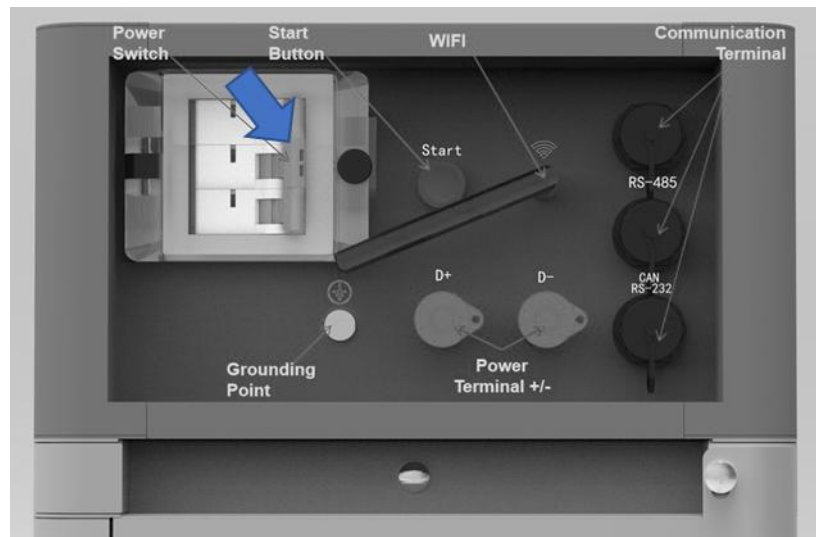 Power
Switch
Start
Button
WIFI
Communication
Terminal
Start
RS-485
D+
D-
CAN
RS-232
Grounding
Point
Power
Terminal +/-